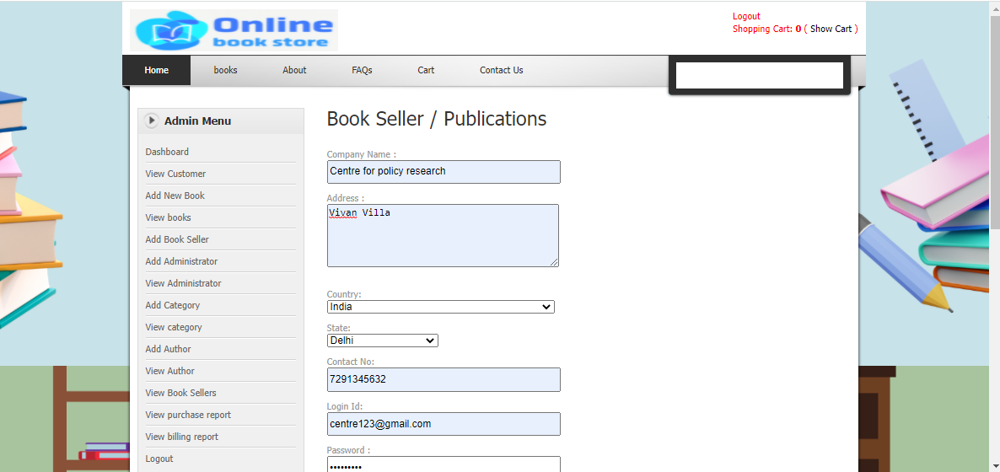 Online
book store
Logout
Shopping Cart: 0 ( Show Cart )
Home books About FAQs Cart Contact Us
Admin Menu
Dashboard
View Customer
Add New Book
View books
Add Book Seller
Add Administrator
View Administrator
Add Category
View category
Add Author
View Author
View Book Sellers
View purchase report
View billing report
Logout
Book Seller / Publications
Company Name :
Centre for policy research
Address :
Vivan Villa
Country:
India
State:
Delhi
Contact No:
7291345632
Login Id:
centre123@gmail.com
Password :
•••••••••